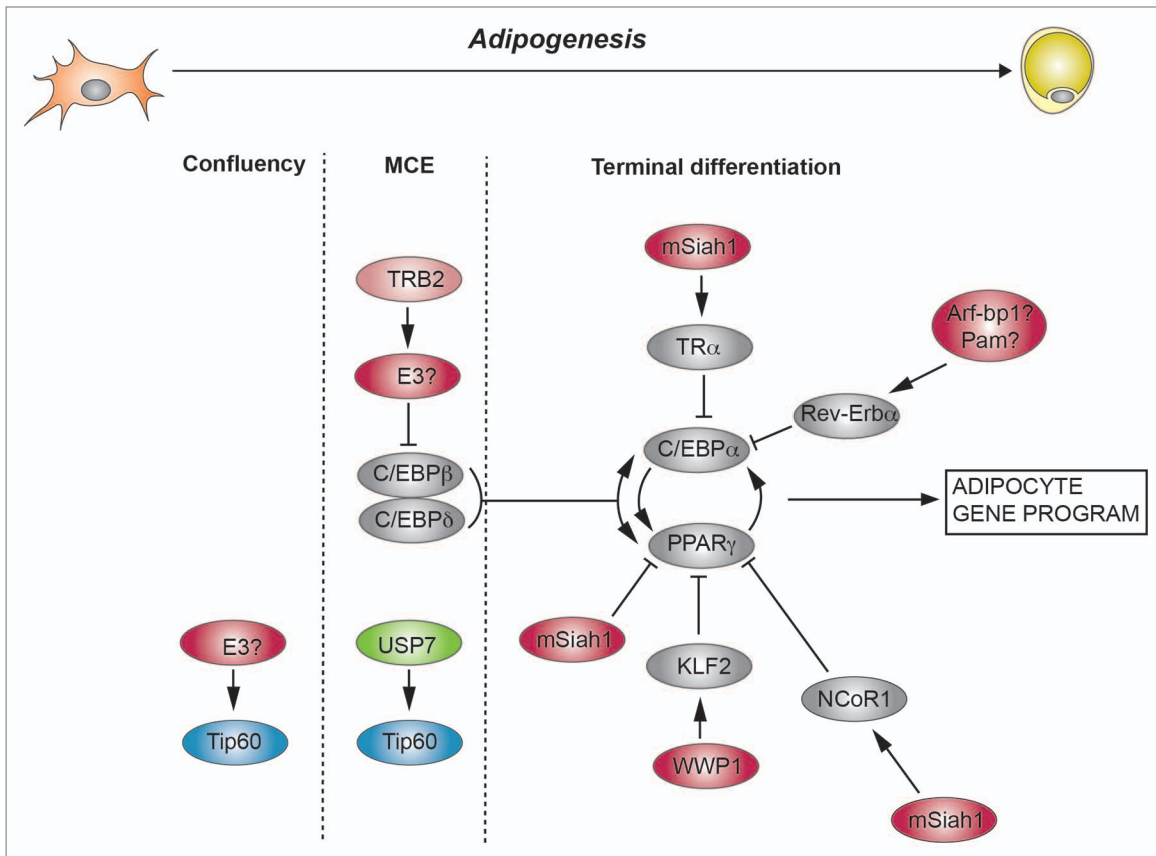 Adipogenesis
Confluency
MCE
Terminal differentiation
TRB2
E3?
C/EBPβ
C/EBPδ
E3?
Tip60
USP7
Tip60
mSiah1
TRα
C/EBPα
Arf-bp1?
Pam?
Rev-Erbα
PPARγ
ADIPOCYTE
GENE PROGRAM
mSiah1
KLF2
WWP1
NCoR1
mSiah1